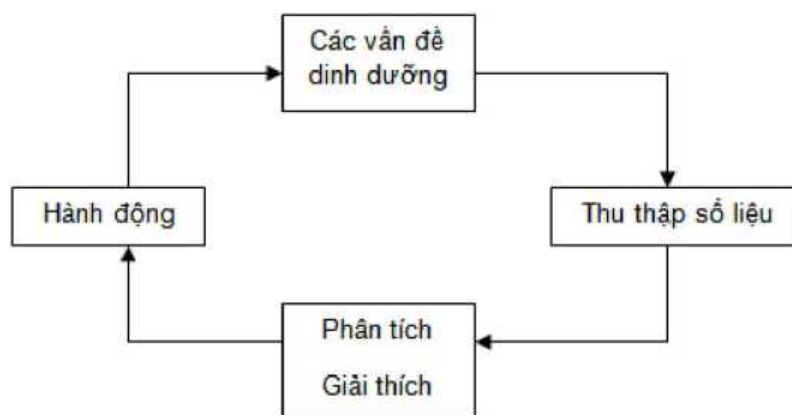 Các vấn đề
dinh dưỡng
Hành động
Thu thập số liệu
Phân tích
Giải thích